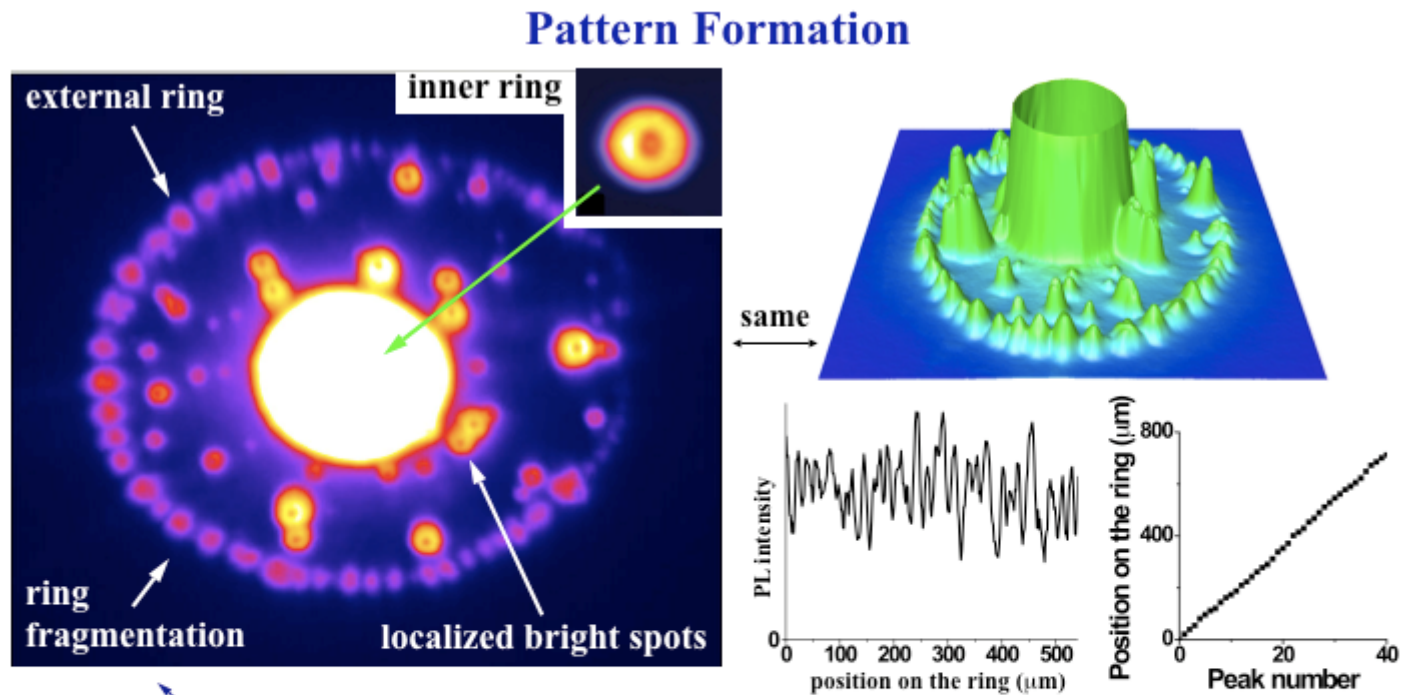 Pattern Formation
external ring
inner ring
ring
fragmentation
localized bright spots
same
PL intensity
0
0 100 200 300 400 500
position on the ring (μm)
Position on the ring (μm)
800
400
0
0 20 40
Peak number